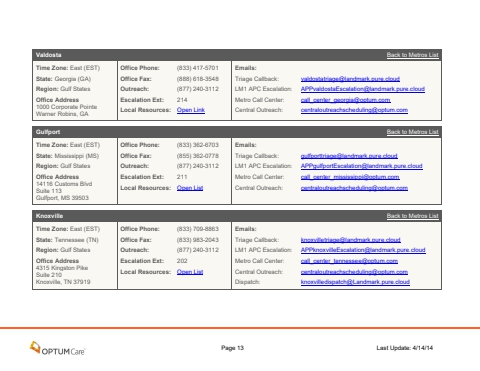 Valdosta Back to Metros List
Time Zone: East (EST) Office Phone: (833) 417-5701 Emails:
State: Georgia (GA) Office Fax: (888) 618-3548 Triage Callback: valdostatriage@landmark.pure.cloud
Region: Gulf States Outreach: (877) 240-3112 LM1 APC Escalation: APPvaldostaEscalation@landmark.pure.cloud
Office Address Escalation Ext: 214 Metro Call Center: call_center_georgia@optum.com
1000 Corporate Pointe Local Resources: Open Link Central Outreach: centraloutreachscheduling@optum.com
Warner Robins, GA
Gulfport Back to Metros List
Time Zone: East (EST) Office Phone: (833) 362-6703 Emails:
State: Mississippi (MS) Office Fax: (855) 362-0778 Triage Callback: gulfporttriage@landmark.pure.cloud
Region: Gulf States Outreach: (877) 240-3112 LM1 APC Escalation: APPgulfportEscalation@landmark.pure.cloud
Office Address Escalation Ext: 211 Metro Call Center: call_center_mississippi@optum.com
14116 Customs Blvd Local Resources: Open List Central Outreach: centraloutreachscheduling@optum.com
Suite 113
Gulfport, MS 39503
Knoxville Back to Metros List
Time Zone: East (EST) Office Phone: (833) 709-8863 Emails:
State: Tennessee (TN) Office Fax: (833) 983-2043 Triage Callback: knoxvilletriage@landmark.pure.cloud
Region: Gulf States Outreach: (877) 240-3112 LM1 APC Escalation: APPknoxvilleEscalation@landmark.pure.cloud
Office Address Escalation Ext: 202 Metro Call Center: call_center_tennessee@optum.com
4315 Kingston Pike Local Resources: Open List Central Outreach: centraloutreachscheduling@optum.com
Suite 210 Dispatch: knoxvilledispatch@Landmark.pure.cloud
Knoxville, TN 37919
OPTUMCare Page 13 Last Update: 4/14/14